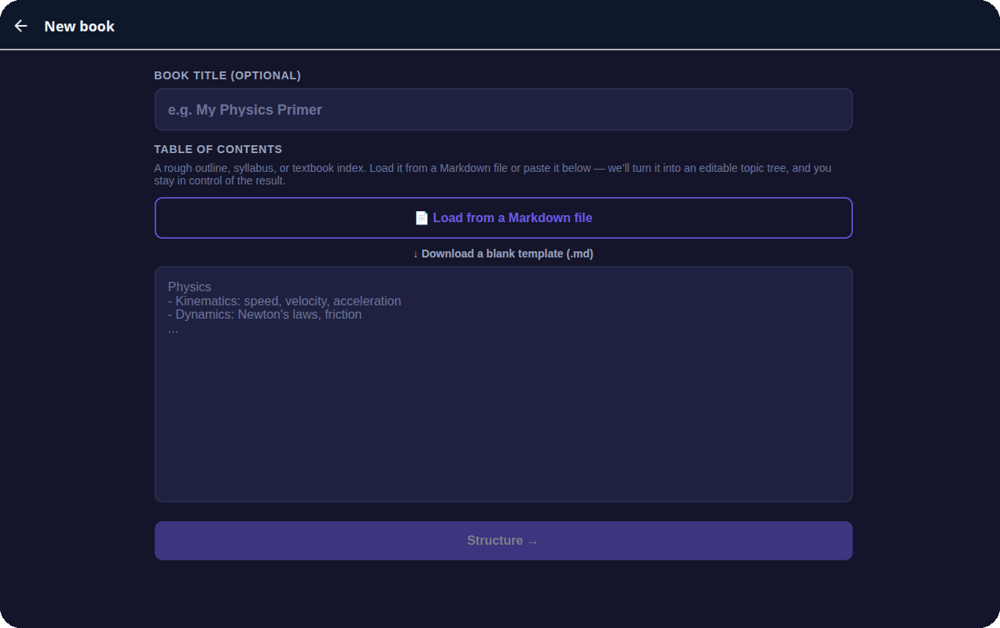 New book
BOOK TITLE (OPTIONAL)
e.g. My Physics Primer
TABLE OF CONTENTS
A rough outline, syllabus, or textbook index. Load it from a Markdown file or paste it below — we’ll turn it into an editable topic tree, and you
stay in control of the result.
📄 Load from a Markdown file
↓ Download a blank template (.md)
Physics
- Kinematics: speed, velocity, acceleration
- Dynamics: Newton's laws, friction
...
Structure →